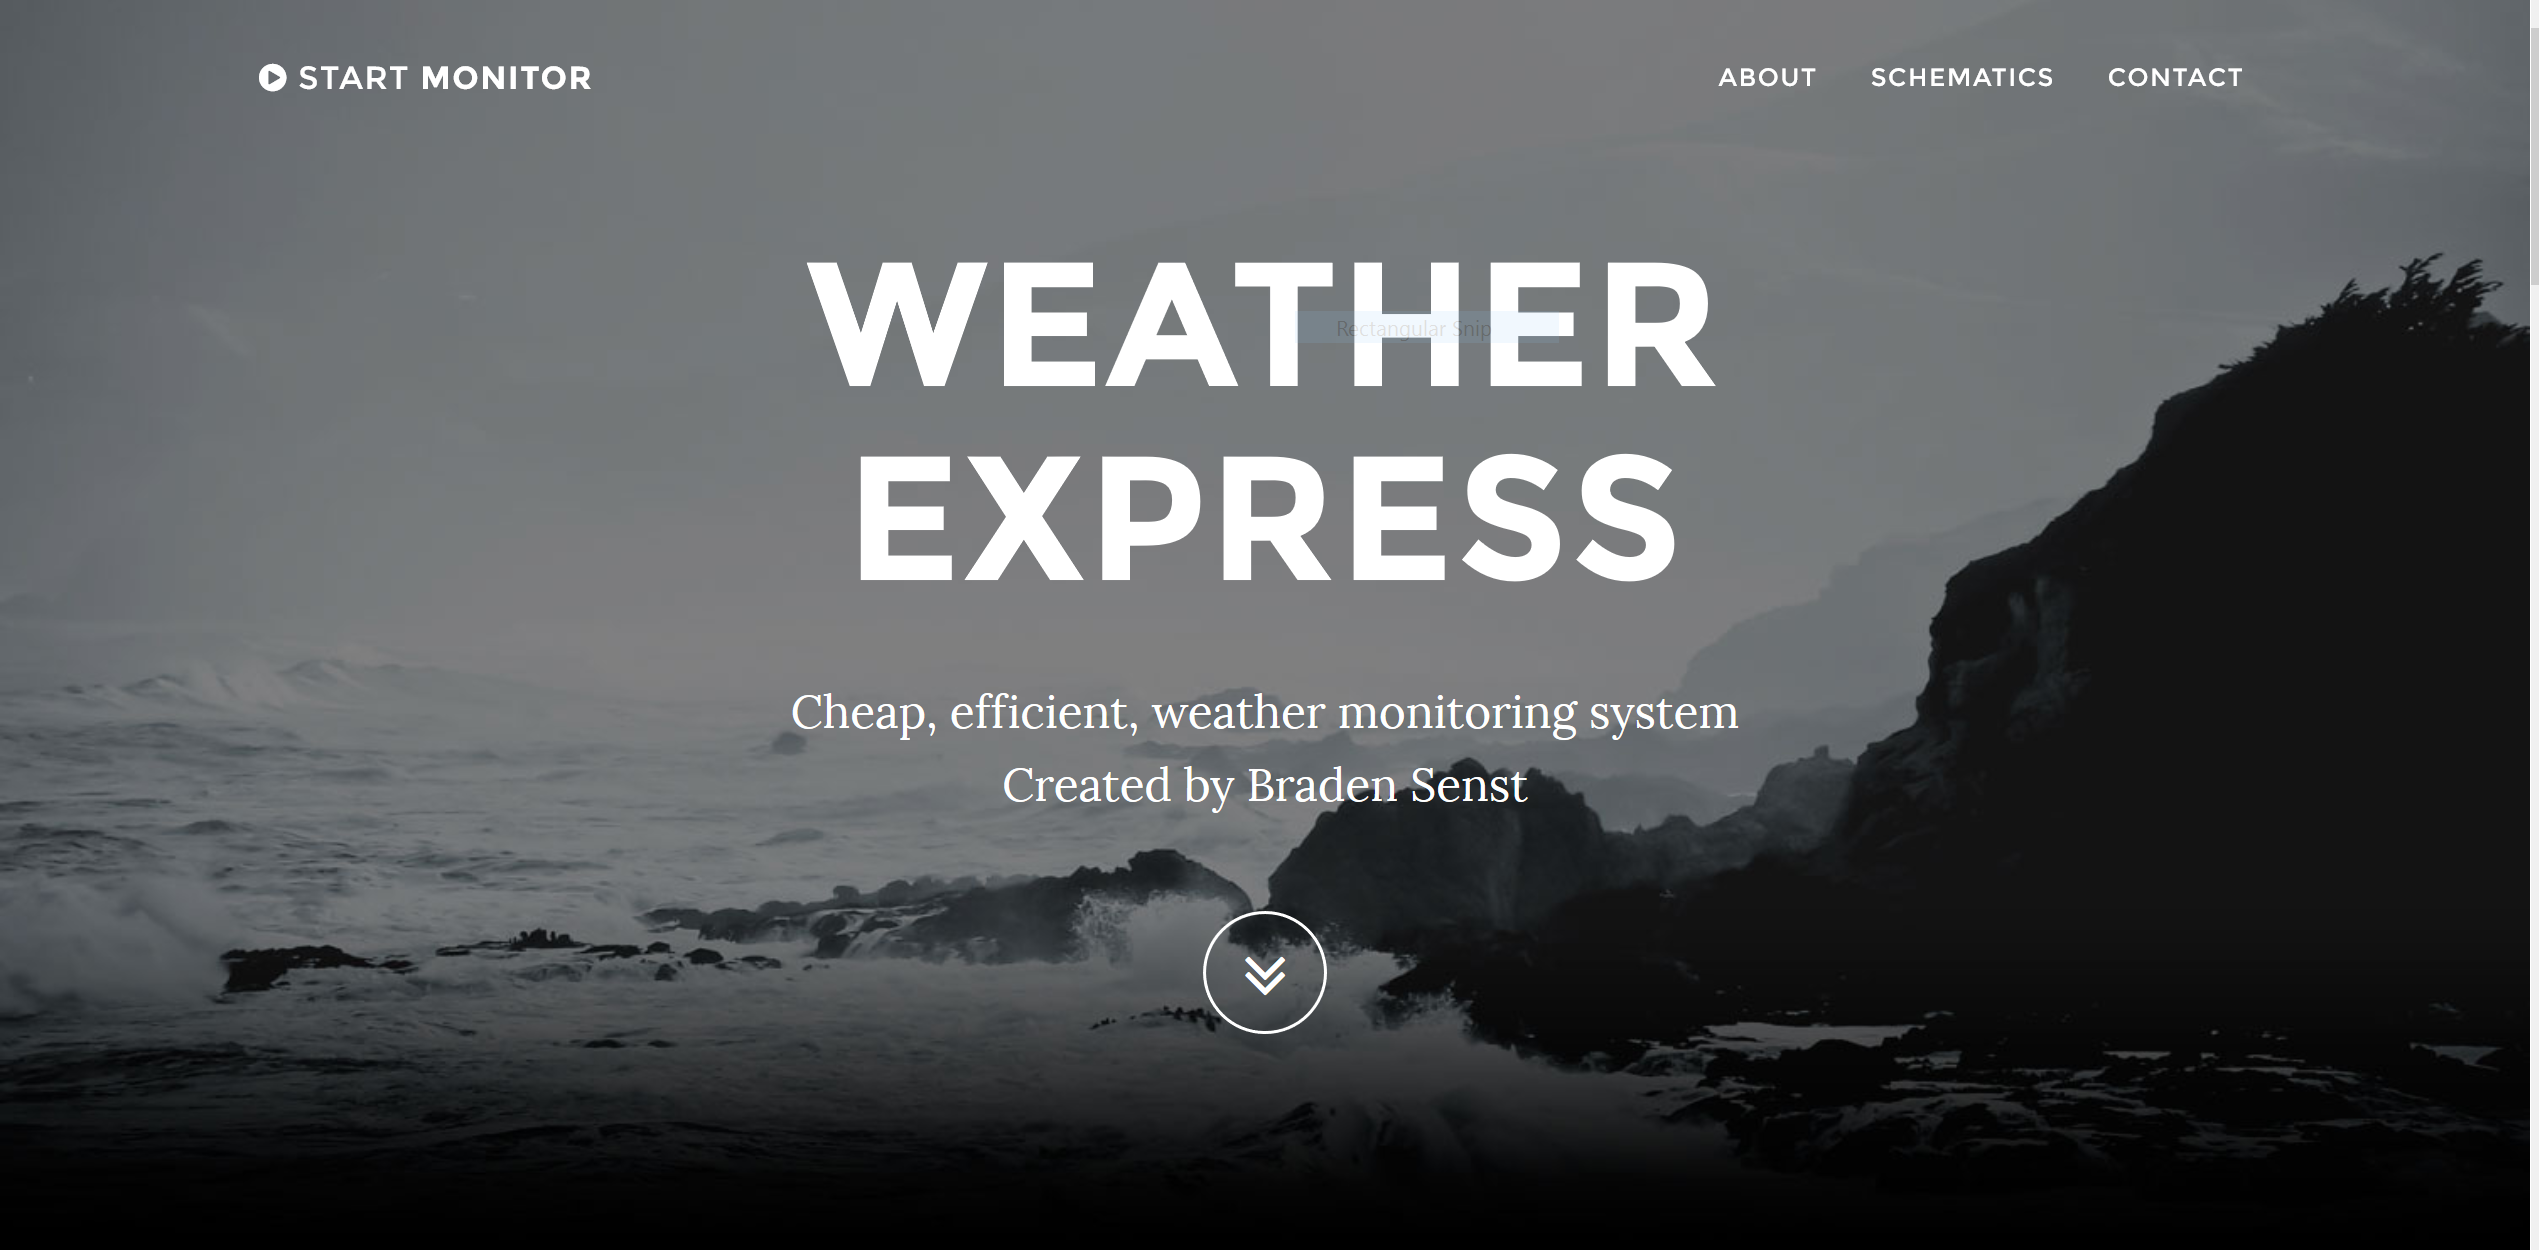 START MONITOR
ABOUT SCHEMATICS CONTACT
WEATHER
Rectangular Snip
EXPRESS
Cheap, efficient, weather monitoring system
Created by Braden Senst